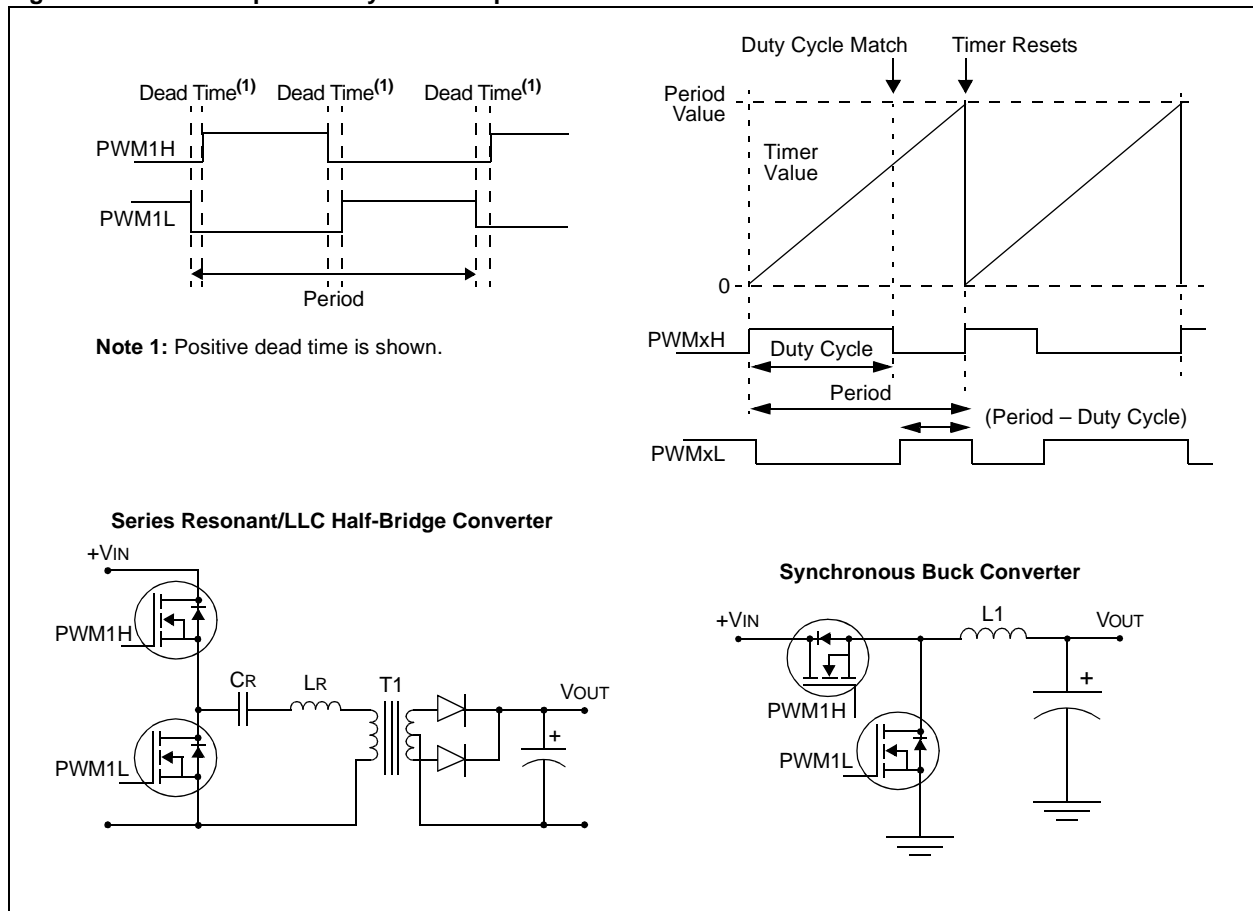 Dead Time(1) Dead Time(1) Dead Time(1)
PWM1H
PWM1L
Period
Note 1: Positive dead time is shown.
Duty Cycle Match Timer Resets
Period
Value
Timer
Value
0
PWMxH
Duty Cycle
Period
(Period – Duty Cycle)
PWMxL
Series Resonant/LLC Half-Bridge Converter
+VIN
PWM1H
CR LR T1 VOUT
+
PWM1L
Synchronous Buck Converter
+VIN L1 VOUT
+
PWM1H
PWM1L